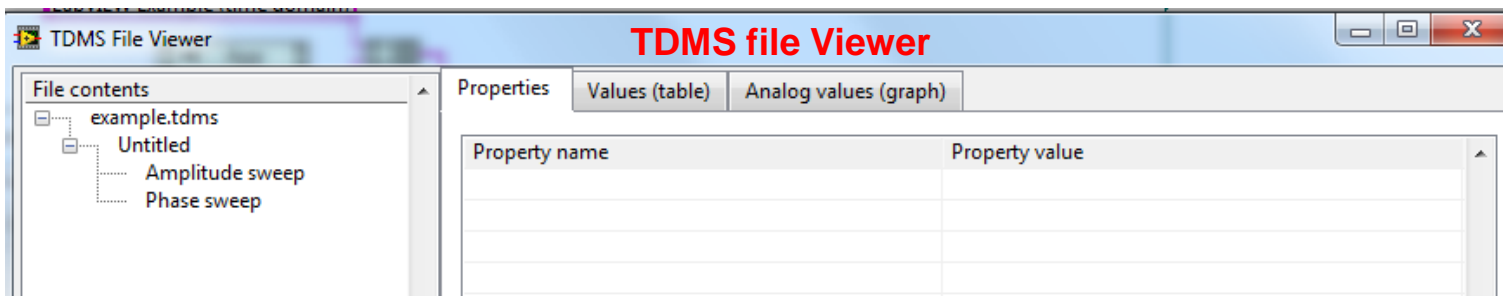 TDMS File Viewer
TDMS file Viewer
File contents
example.tdms
Untitled
Amplitude sweep
Phase sweep
Properties
Values (table)
Analog values (graph)
Property name
Property value